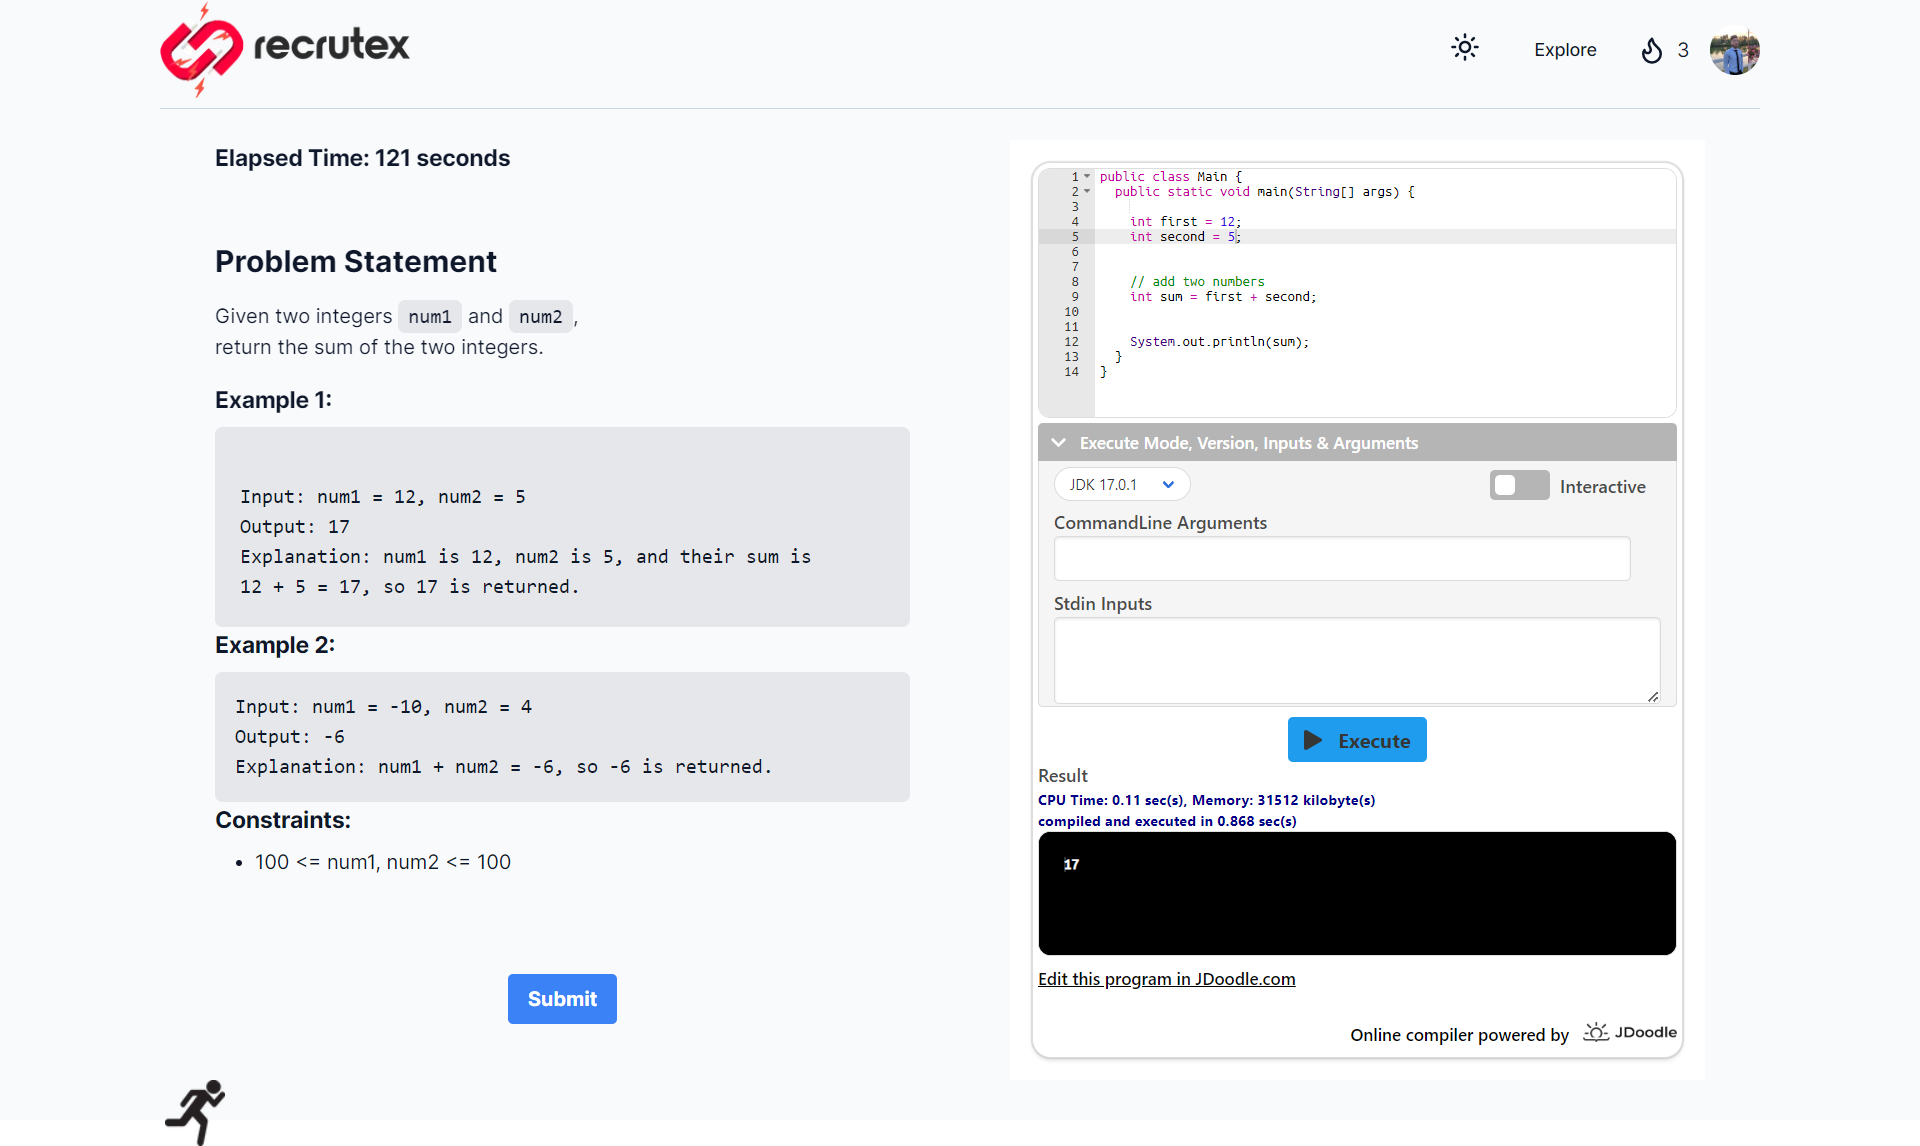 recrutex
Explore
3
Elapsed Time: 121 seconds
Problem Statement
Given two integers num1 and num2,
return the sum of the two integers.
Example 1:
Input: num1 = 12, num2 = 5
Output: 17
Explanation: num1 is 12, num2 is 5, and their sum is
12 + 5 = 17, so 17 is returned.
Example 2:
Input: num1 = -10, num2 = 4
Output: -6
Explanation: num1 + num2 = -6, so -6 is returned.
Constraints:
• 100 <= num1, num2 <= 100
Submit
1 public class Main {
2 public static void main(String[] args) {
3
4 int first = 12;
5 int second = 5;
6
7
8 // add two numbers
9 int sum = first + second;
10
11
12 System.out.println(sum);
13 }
14 }
Execute Mode, Version, Inputs & Arguments
JDK 17.0.1
Interactive
CommandLine Arguments
Stdin Inputs
Execute
Result
CPU Time: 0.11 sec(s), Memory: 31512 kilobyte(s)
compiled and executed in 0.868 sec(s)
17
Edit this program in JDoodle.com
Online compiler powered by JDoodle